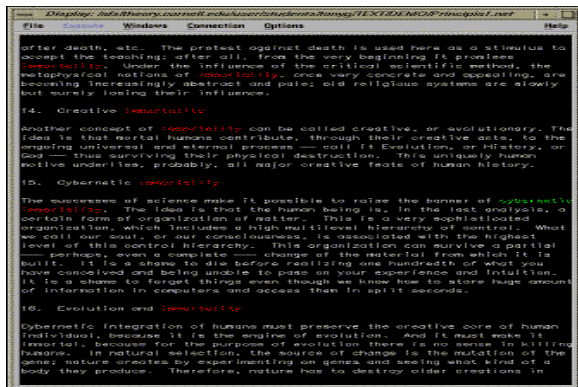 Display: /afs/theory.cornell.edu/user/students/tonyg/TEXT/DEMO/Principia1.net
File Execute Windows Connection Options Help
after death, etc. The protest against death is used here as a stimulus to
accept the teaching; after all, from the very beginning it promises
immortality. Under the influence of the critical scientific method, the
metaphysical notions of immortality, once very concrete and appealing, are
becoming increasingly abstract and pale; old religious systems are slowly
but surely losing their influence.
14. Creative immortality
Another concept of immortality can be called creative, or evolutionary. The
idea is that mortal humans contribute, through their creative acts, to the
ongoing universal and eternal process -- call it Evolution, or History, or
God -- thus surviving their physical destruction. This uniquely human
motive underlies, probably, all major creative feats of human history.
15. Cybernetic immortality
The successes of science make it possible to raise the banner of cybernetic
immortality. The idea is that the human being is, in the last analysis, a
certain form of organization of matter. This is a very sophisticated
organization, which includes a high multilevel hierarchy of control. What
we call our soul, or our consciousness, is associated with the highest
level of this control hierarchy. This organization can survive a partial
-- perhaps, even a complete -- change of the material from which it is
built. It is a shame to die before realizing one hundredth of what you
have conceived and being unable to pass on your experience and intuition.
It is a shame to forget things even though we know how to store huge amount
of information in computers and access them in split seconds.
16. Evolution and immortality
Cybernetic integration of humans must preserve the creative core of human
individual, because it is the engine of evolution. And it must make it
immortal, because for the purpose of evolution there is no sense in killing
humans. In natural selection, the source of change is the mutation of the
gene; nature creates by experimenting on genes and seeing what kind of a
body they produce. Therefore, nature has to destroy older creations in